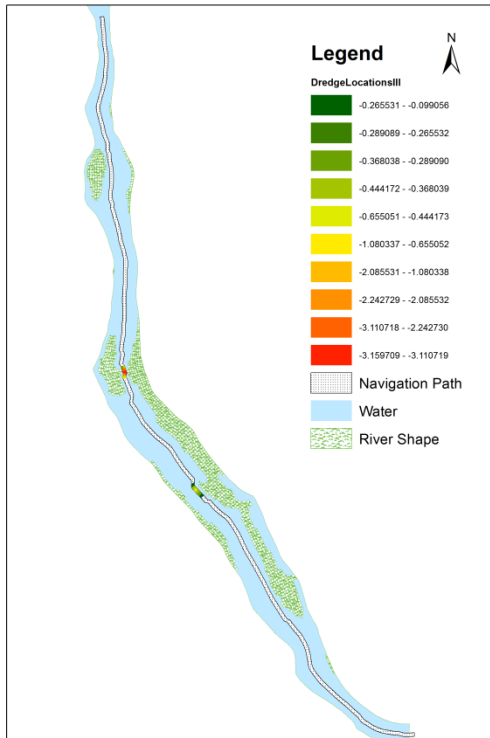 N
Legend
DredgeLocationsIII
-0.265531 - -0.099056
-0.289089 - -0.265532
-0.368038 - -0.289090
-0.444172 - -0.368039
-0.655051 - -0.444173
-1.080337 - -0.655052
-2.085531 - -1.080338
-2.242729 - -2.085532
-3.110718 - -2.242730
-3.159709 - -3.110719
Navigation Path
Water
River Shape